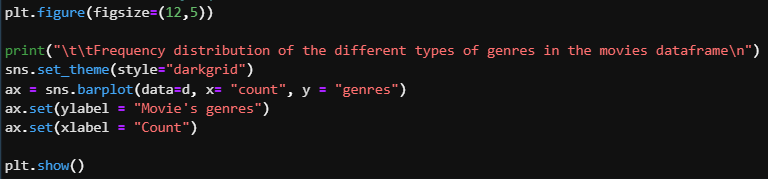 plt.figure(figsize=(12,5))
print("\t\tFrequency distribution of the different types of genres in the movies dataframe\n")
sns.set_theme(style="darkgrid")
ax = sns.barplot(data=d, x= "count", y = "genres")
ax.set(ylabel = "Movie's genres")
ax.set(xlabel = "Count")
plt.show()